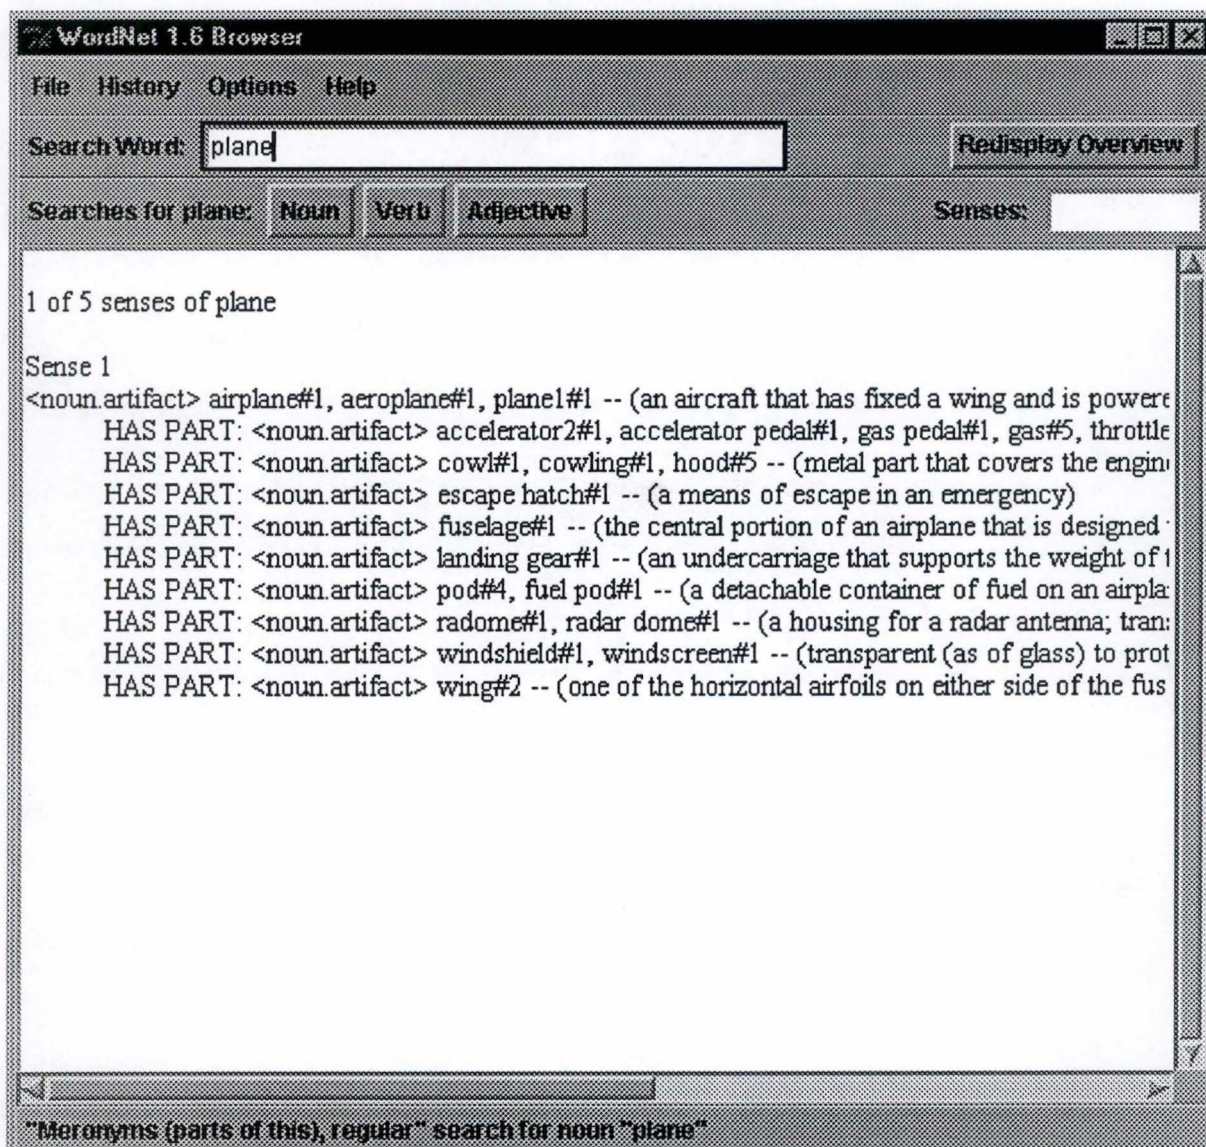 WordNet 1.6 Browser
File History Options Help
Search Word: plane Redisplay Overview
Searches for plane: Noun Verb Adjective Senses:
1 of 5 senses of plane
Sense 1
<noun.artifact> airplane#1, aeroplane#1, plane1#1 -- (an aircraft that has fixed a wing and is powere
HAS PART: <noun.artifact> accelerator2#1, accelerator pedal#1, gas pedal#1, gas#5, throttle
HAS PART: <noun.artifact> cowl#1, cowling#1, hood#5 -- (metal part that covers the engin
HAS PART: <noun.artifact> escape hatch#1 -- (a means of escape in an emergency)
HAS PART: <noun.artifact> fuselage#1 -- (the central portion of an airplane that is designed
HAS PART: <noun.artifact> landing gear#1 -- (an undercarriage that supports the weight of t
HAS PART: <noun.artifact> pod#4, fuel pod#1 -- (a detachable container of fuel on an airpla
HAS PART: <noun.artifact> radome#1, radar dome#1 -- (a housing for a radar antenna; tran
HAS PART: <noun.artifact> windshield#1, windscreen#1 -- (transparent (as of glass) to prot
HAS PART: <noun.artifact> wing#2 -- (one of the horizontal airfoils on either side of the fus
"Meronyms (parts of this), regular" search for noun "plane"